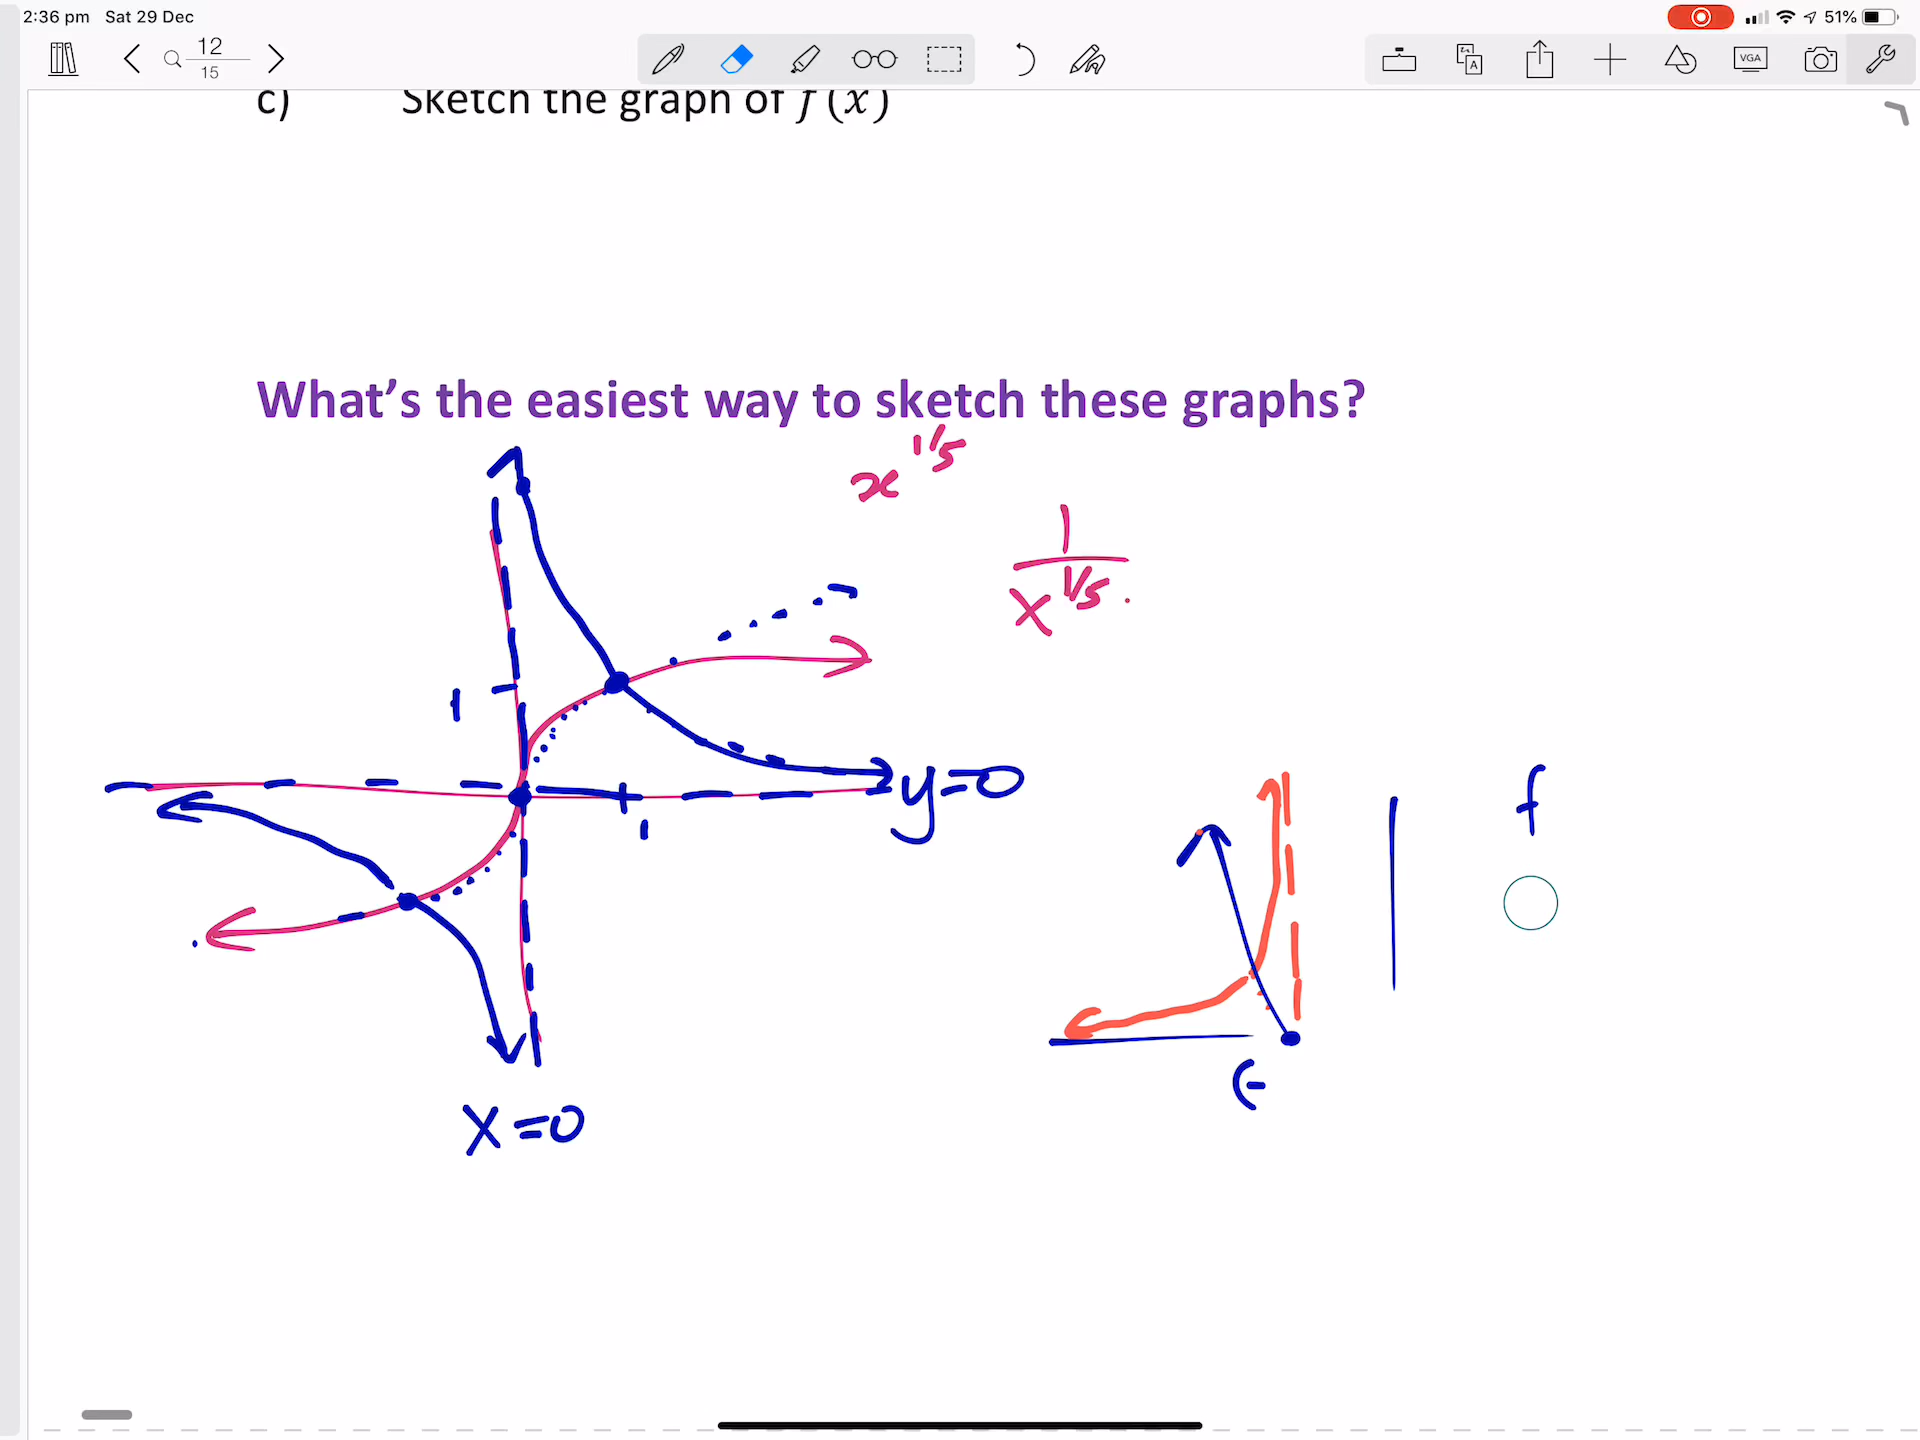 2:36 pm Sat 29 Dec
51%
12
15
A
VGA
c) Sketch the graph of f (x)
What's the easiest way to sketch these graphs?
x^1/5
1
x^1/5
1
1
y=0
x=0
f